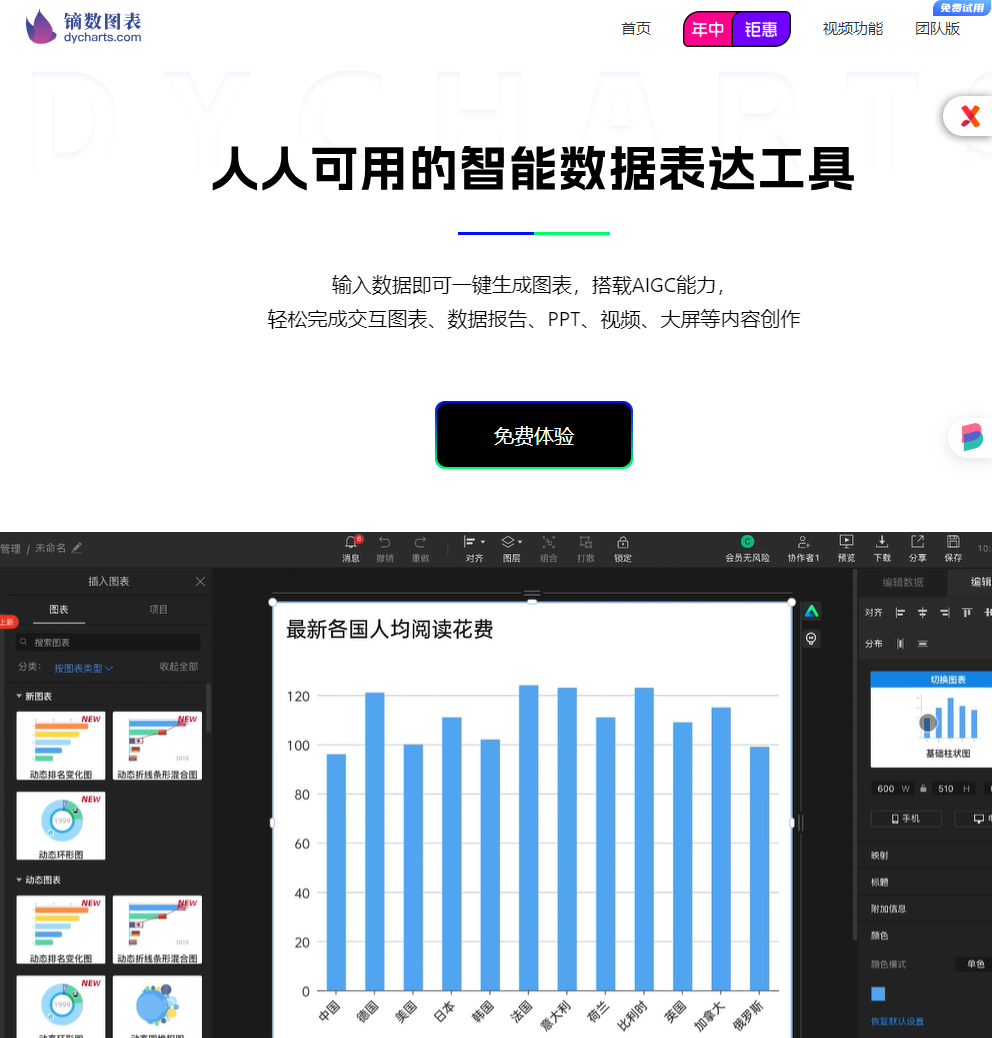 镝数图表
dycharts.com
首页
年中 钜惠
视频功能
团队版
免费试用
DYCHARTS
人人可用的智能数据表达工具
输入数据即可一键生成图表，搭载AIGC能力，
轻松完成交互图表、数据报告、PPT、视频、大屏等内容创作
免费体验
管理 / 未命名
6
消息 撤销 重做 对齐 图层 组合 打散 锁定
C
会员无风险 协作者1 预览 下载 分享 保存
10:
插入图表
图表 项目
上新
搜索图表
分类： 按图表类型 收起全部
新图表
NEW
动态排名变化图
NEW
2018
动态折线条形混合图
NEW
1999
动态环形图
动态图表
NEW
动态排名变化图
NEW
2018
动态折线条形混合图
NEW
1999
最新各国人均阅读花费
120
100
80
60
40
20
0
中国 德国 美国 日本 韩国 法国 意大利 荷兰 比利时 英国 加拿大 俄罗斯
编辑数据 编辑
对齐
分布
切换图表
基础柱状图
600 W 510 H
手机
映射
标题
附加信息
颜色
颜色模式 单色
恢复默认设置